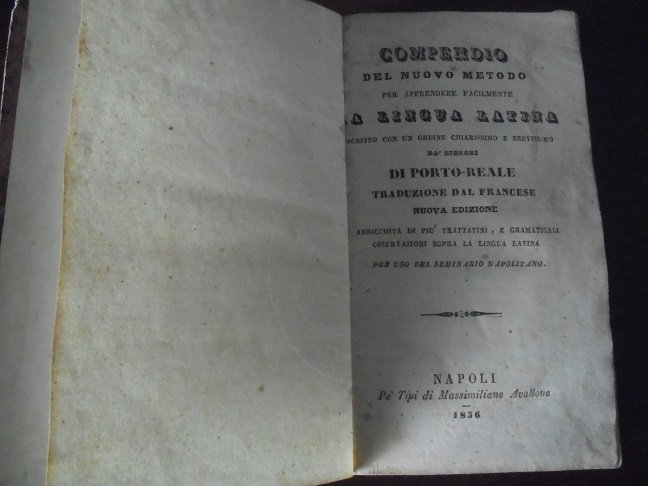 COMPENDIO
DEL NUOVO METODO
PER APPRENDERE FACILMENTE
LA LINGUA LATINA
SCRITTO CON UN ORDINE CHIARISSIMO E BREVISSIMO
DA' SIGNORI
DI PORTO-REALE
TRADUZIONE DAL FRANCESE
NUOVA EDIZIONE
ARRICCHITA DI PIU' TRATTATINI, E GRAMATICALI
OSSERVAZIONI SOPRA LA LINGUA LATINA
PER USO DEL SEMINARIO NAPOLITANO.
NAPOLI
Pe' Tipi di Massimiliano Avallone
1856